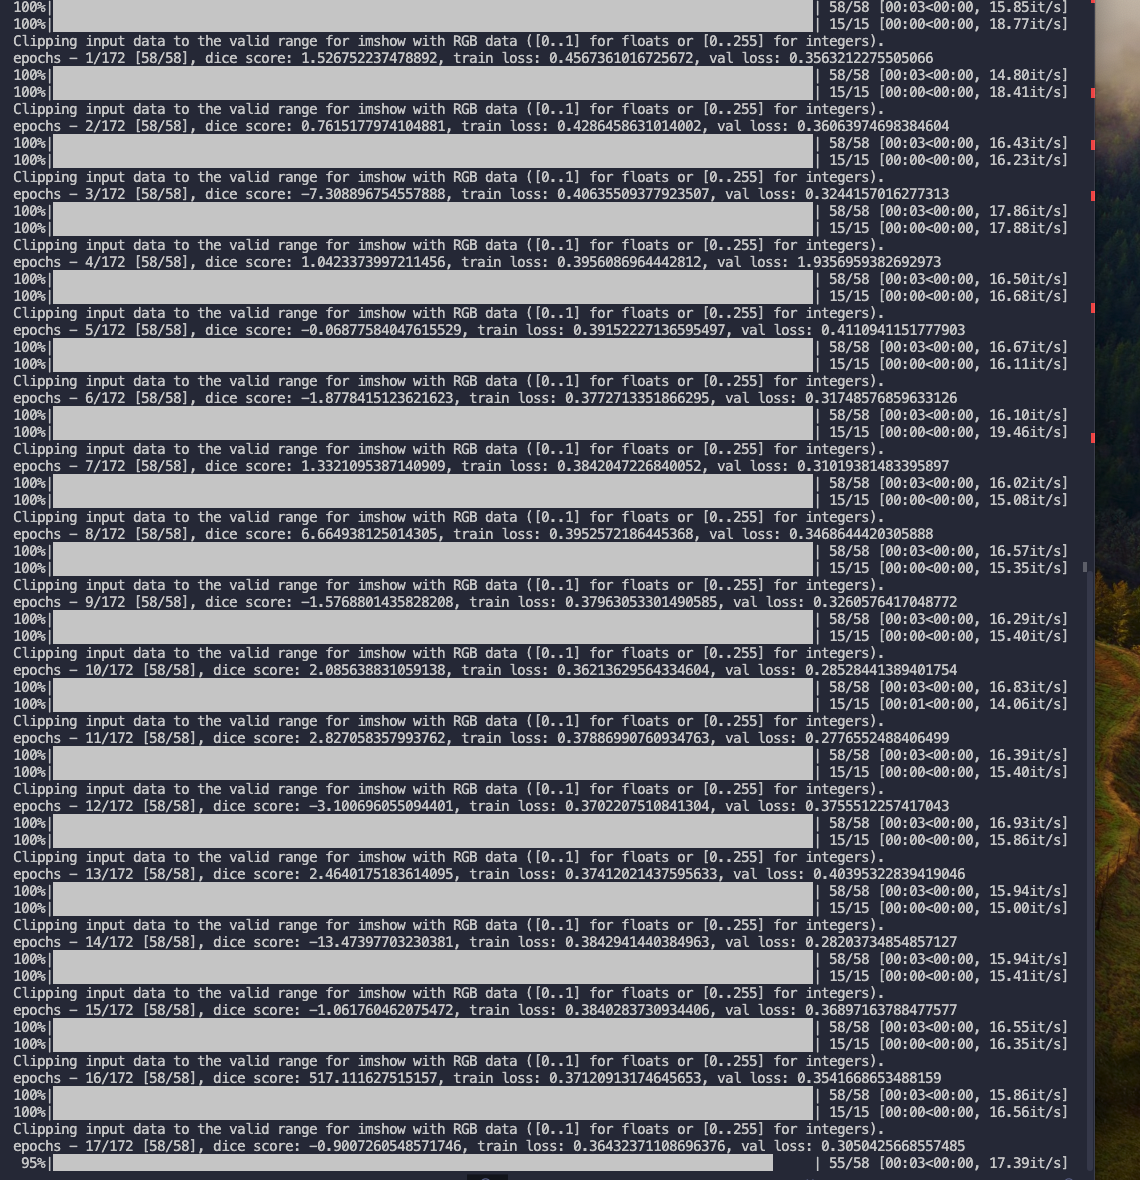 100%| | 58/58 [00:03<00:00, 15.85it/s]
100%| | 15/15 [00:00<00:00, 18.77it/s]
Clipping input data to the valid range for imshow with RGB data ([0..1] for floats or [0..255] for integers).
epochs - 1/172 [58/58], dice score: 1.526752237478892, train loss: 0.4567361016725672, val loss: 0.3563212275505066
100%| | 58/58 [00:03<00:00, 14.80it/s]
100%| | 15/15 [00:00<00:00, 18.41it/s]
Clipping input data to the valid range for imshow with RGB data ([0..1] for floats or [0..255] for integers).
epochs - 2/172 [58/58], dice score: 0.7615177974104881, train loss: 0.4286458631014002, val loss: 0.36063974698384604
100%| | 58/58 [00:03<00:00, 16.43it/s]
100%| | 15/15 [00:00<00:00, 16.23it/s]
Clipping input data to the valid range for imshow with RGB data ([0..1] for floats or [0..255] for integers).
epochs - 3/172 [58/58], dice score: -7.308896754557888, train loss: 0.40635509377923507, val loss: 0.3244157016277313
100%| | 58/58 [00:03<00:00, 17.86it/s]
100%| | 15/15 [00:00<00:00, 17.88it/s]
Clipping input data to the valid range for imshow with RGB data ([0..1] for floats or [0..255] for integers).
epochs - 4/172 [58/58], dice score: 1.0423373997211456, train loss: 0.3956086964442812, val loss: 1.9356959382692973
100%| | 58/58 [00:03<00:00, 16.50it/s]
100%| | 15/15 [00:00<00:00, 16.68it/s]
Clipping input data to the valid range for imshow with RGB data ([0..1] for floats or [0..255] for integers).
epochs - 5/172 [58/58], dice score: -0.06877584047615529, train loss: 0.39152227136595497, val loss: 0.4110941151777903
100%| | 58/58 [00:03<00:00, 16.67it/s]
100%| | 15/15 [00:00<00:00, 16.11it/s]
Clipping input data to the valid range for imshow with RGB data ([0..1] for floats or [0..255] for integers).
epochs - 6/172 [58/58], dice score: -1.8778415123621623, train loss: 0.3772713351866295, val loss: 0.31748576859633126
100%| | 58/58 [00:03<00:00, 16.10it/s]
100%| | 15/15 [00:00<00:00, 19.46it/s]
Clipping input data to the valid range for imshow with RGB data ([0..1] for floats or [0..255] for integers).
epochs - 7/172 [58/58], dice score: 1.3321095387140909, train loss: 0.3842047226840052, val loss: 0.31019381483395897
100%| | 58/58 [00:03<00:00, 16.02it/s]
100%| | 15/15 [00:00<00:00, 15.08it/s]
Clipping input data to the valid range for imshow with RGB data ([0..1] for floats or [0..255] for integers).
epochs - 8/172 [58/58], dice score: 6.664938125014305, train loss: 0.3952572186445368, val loss: 0.3468644420305888
100%| | 58/58 [00:03<00:00, 16.57it/s]
100%| | 15/15 [00:00<00:00, 15.35it/s]
Clipping input data to the valid range for imshow with RGB data ([0..1] for floats or [0..255] for integers).
epochs - 9/172 [58/58], dice score: -1.5768801435828208, train loss: 0.37963053301490585, val loss: 0.3260576417048772
100%| | 58/58 [00:03<00:00, 16.29it/s]
100%| | 15/15 [00:00<00:00, 15.40it/s]
Clipping input data to the valid range for imshow with RGB data ([0..1] for floats or [0..255] for integers).
epochs - 10/172 [58/58], dice score: 2.085638831059138, train loss: 0.36213629564334604, val loss: 0.28528441389401754
100%| | 58/58 [00:03<00:00, 16.83it/s]
100%| | 15/15 [00:01<00:00, 14.06it/s]
Clipping input data to the valid range for imshow with RGB data ([0..1] for floats or [0..255] for integers).
epochs - 11/172 [58/58], dice score: 2.827058357993762, train loss: 0.37886990760934763, val loss: 0.2776552488406499
100%| | 58/58 [00:03<00:00, 16.39it/s]
100%| | 15/15 [00:00<00:00, 15.40it/s]
Clipping input data to the valid range for imshow with RGB data ([0..1] for floats or [0..255] for integers).
epochs - 12/172 [58/58], dice score: -3.100696055094401, train loss: 0.3702207510841304, val loss: 0.3755512257417043
100%| | 58/58 [00:03<00:00, 16.93it/s]
100%| | 15/15 [00:00<00:00, 15.86it/s]
Clipping input data to the valid range for imshow with RGB data ([0..1] for floats or [0..255] for integers).
epochs - 13/172 [58/58], dice score: 2.4640175183614095, train loss: 0.37412021437595633, val loss: 0.40395322839419046
100%| | 58/58 [00:03<00:00, 15.94it/s]
100%| | 15/15 [00:00<00:00, 15.00it/s]
Clipping input data to the valid range for imshow with RGB data ([0..1] for floats or [0..255] for integers).
epochs - 14/172 [58/58], dice score: -13.47397703230381, train loss: 0.3842941440384963, val loss: 0.28203734854857127
100%| | 58/58 [00:03<00:00, 15.94it/s]
100%| | 15/15 [00:00<00:00, 15.41it/s]
Clipping input data to the valid range for imshow with RGB data ([0..1] for floats or [0..255] for integers).
epochs - 15/172 [58/58], dice score: -1.061760462075472, train loss: 0.3840283730934406, val loss: 0.36897163788477577
100%| | 58/58 [00:03<00:00, 16.55it/s]
100%| | 15/15 [00:00<00:00, 16.35it/s]
Clipping input data to the valid range for imshow with RGB data ([0..1] for floats or [0..255] for integers).
epochs - 16/172 [58/58], dice score: 517.111627515157, train loss: 0.37120913174645653, val loss: 0.3541668653488159
100%| | 58/58 [00:03<00:00, 15.86it/s]
100%| | 15/15 [00:00<00:00, 16.56it/s]
Clipping input data to the valid range for imshow with RGB data ([0..1] for floats or [0..255] for integers).
epochs - 17/172 [58/58], dice score: -0.9007260548571746, train loss: 0.36432371108696376, val loss: 0.3050425668557485
95%| | 55/58 [00:03<00:00, 17.39it/s]